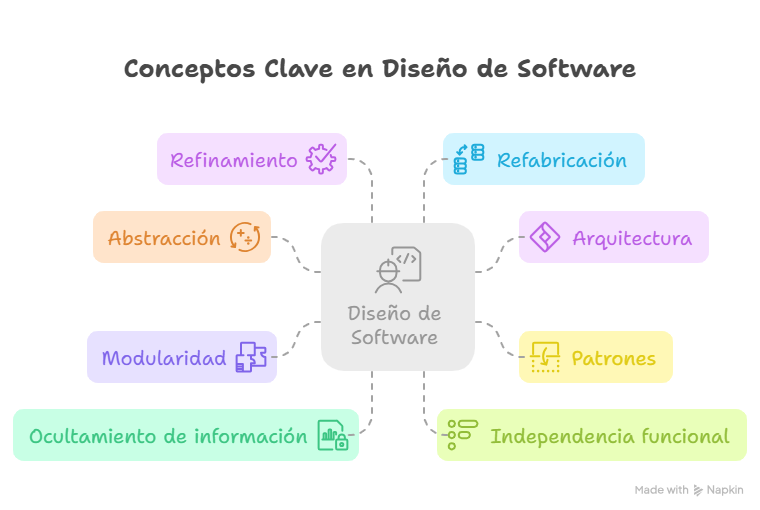 Conceptos Clave en Diseño de Software
Refinamiento
Refabricación
Abstracción
Arquitectura
Diseño de
Software
Modularidad
Patrones
Ocultamiento de información
Independencia funcional
Made with Napkin